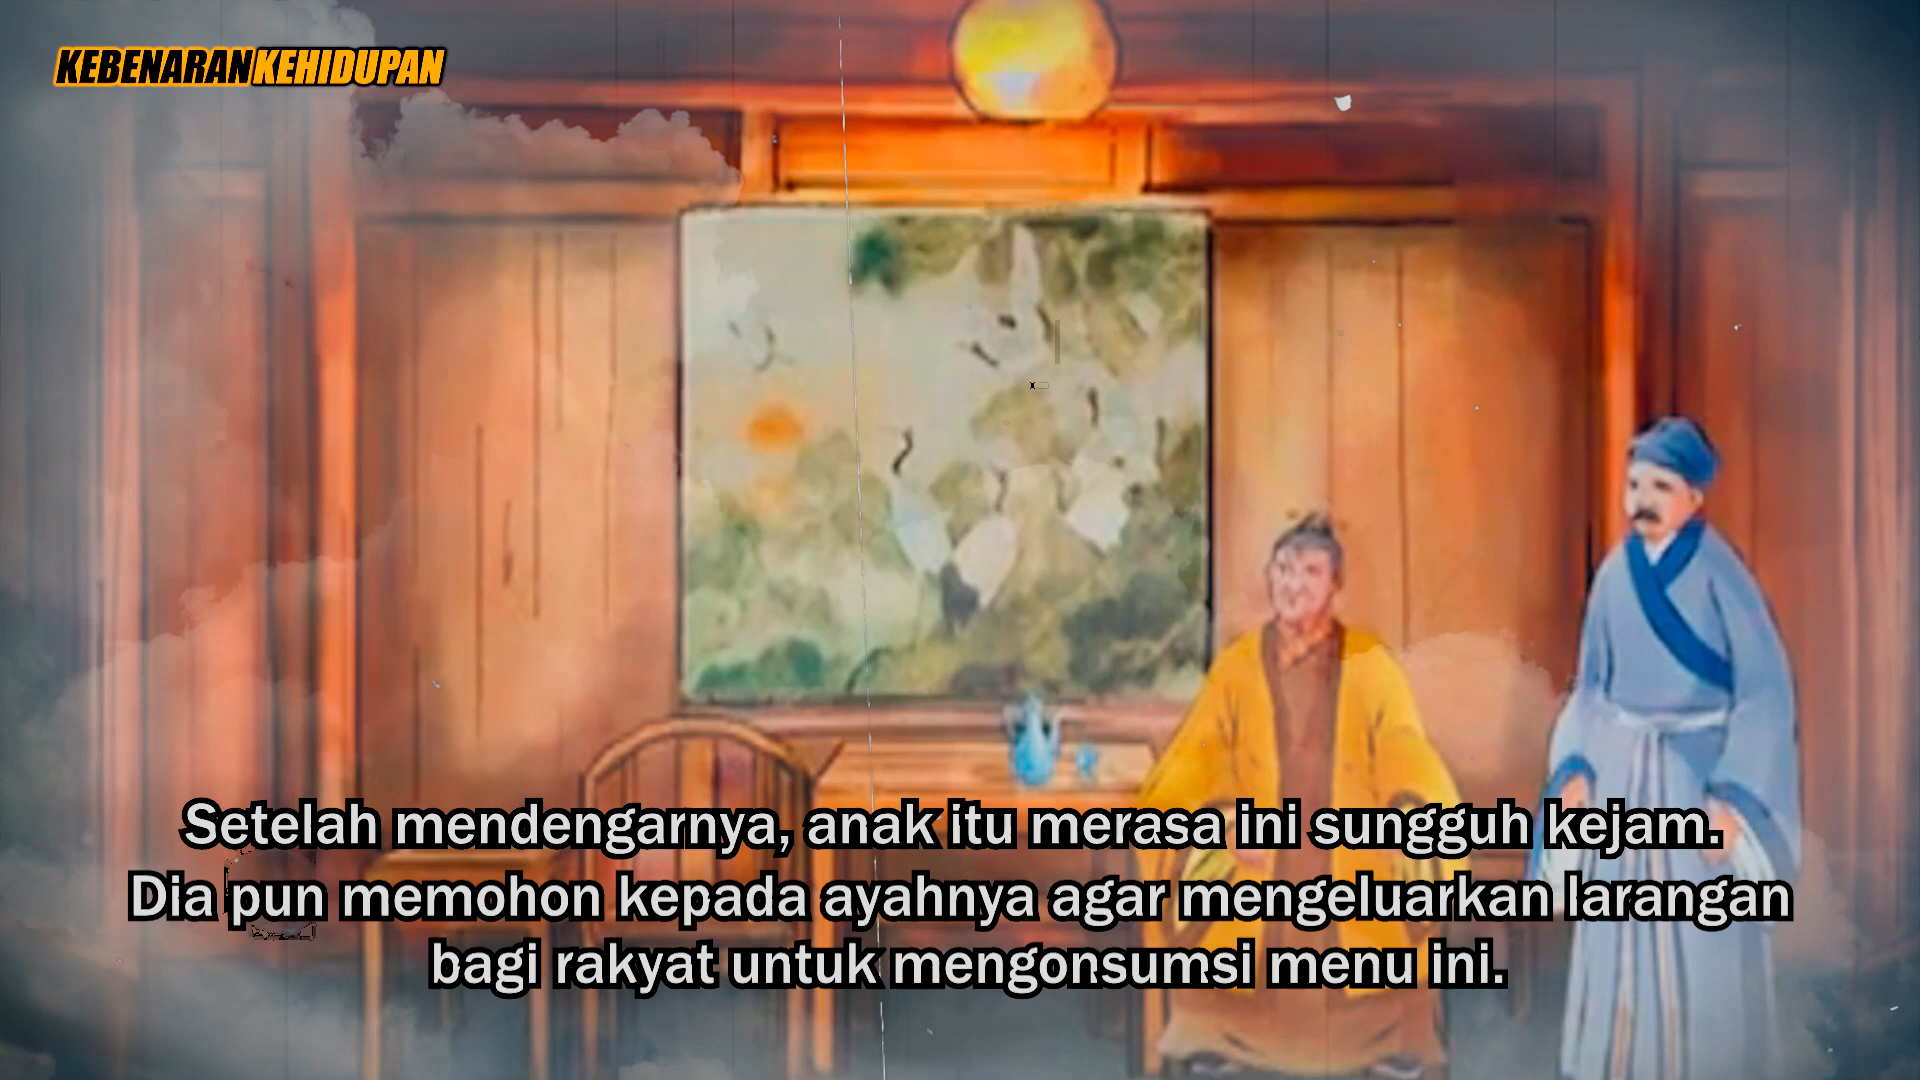 KEBENARANKEHIDUPAN
Setelah mendengarnya, anak itu merasa ini sungguh kejam.
Dia pun memohon kepada ayahnya agar mengeluarkan larangan
bagi rakyat untuk mengonsumsi menu ini.